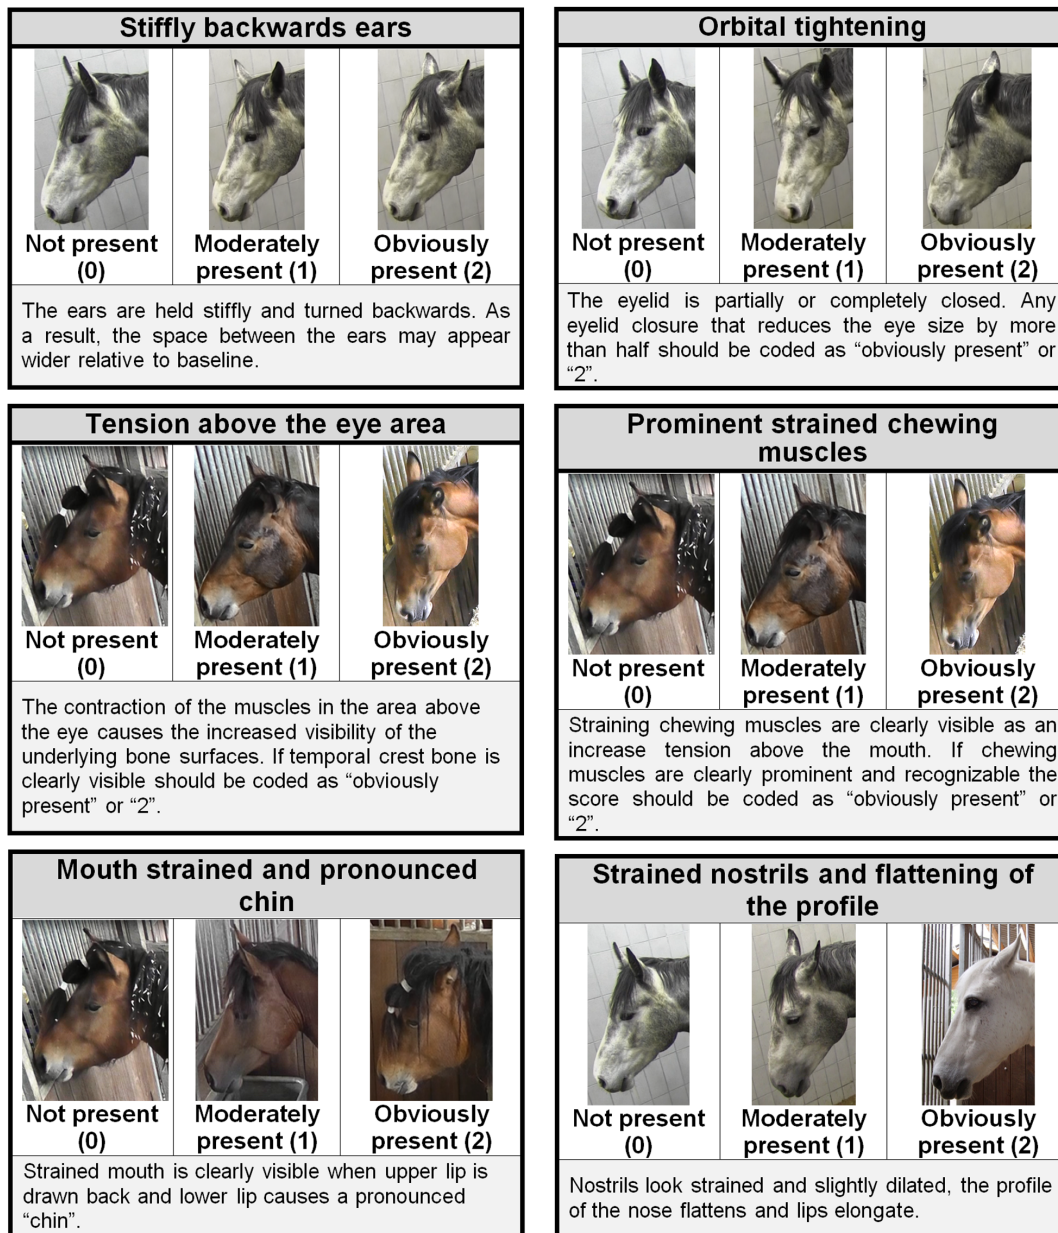 Stiffly backwards ears
Not present
(0)
Moderately
present (1)
Obviously
present (2)
The ears are held stiffly and turned backwards. As
a result, the space between the ears may appear
wider relative to baseline.
Orbital tightening
Not present
(0)
Moderately
present (1)
Obviously
present (2)
The eyelid is partially or completely closed. Any
eyelid closure that reduces the eye size by more
than half should be coded as “obviously present” or
“2”.
Tension above the eye area
Not present
(0)
Moderately
present (1)
Obviously
present (2)
The contraction of the muscles in the area above
the eye causes the increased visibility of the
underlying bone surfaces. If temporal crest bone is
clearly visible should be coded as “obviously
present” or “2”.
Prominent strained chewing
muscles
Not present
(0)
Moderately
present (1)
Obviously
present (2)
Straining chewing muscles are clearly visible as an
increase tension above the mouth. If chewing
muscles are clearly prominent and recognizable the
score should be coded as “obviously present” or
“2”.
Mouth strained and pronounced
chin
Not present
(0)
Moderately
present (1)
Obviously
present (2)
Strained mouth is clearly visible when upper lip is
drawn back and lower lip causes a pronounced
“chin”.
Strained nostrils and flattening of
the profile
Not present
(0)
Moderately
present (1)
Obviously
present (2)
Nostrils look strained and slightly dilated, the profile
of the nose flattens and lips elongate.